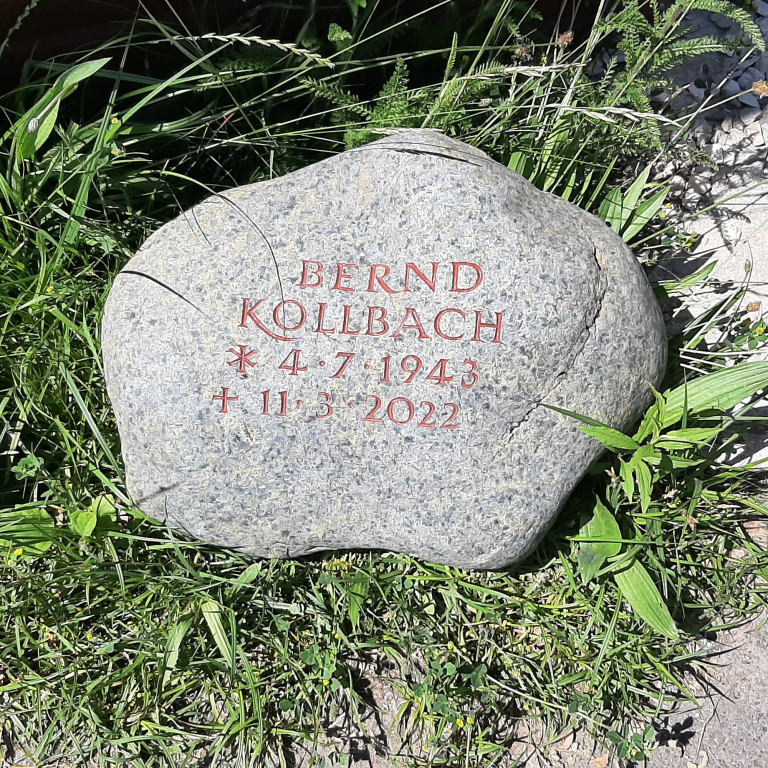 BERND
KOLLBACH
* 4·7·1943
✝ 11·3·2022